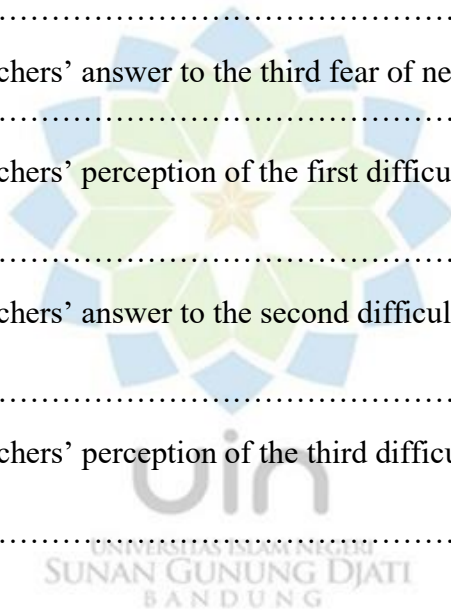 ........................................
chers’ answer to the third fear of ne
........................................
chers’ perception of the first difficu
........................................
chers’ answer to the second difficul
........................................
chers’ perception of the third difficu
........................................
uin
UNIVERSITAS ISLAM NEGERI
SUNAN GUNUNG DJATI
BANDUNG